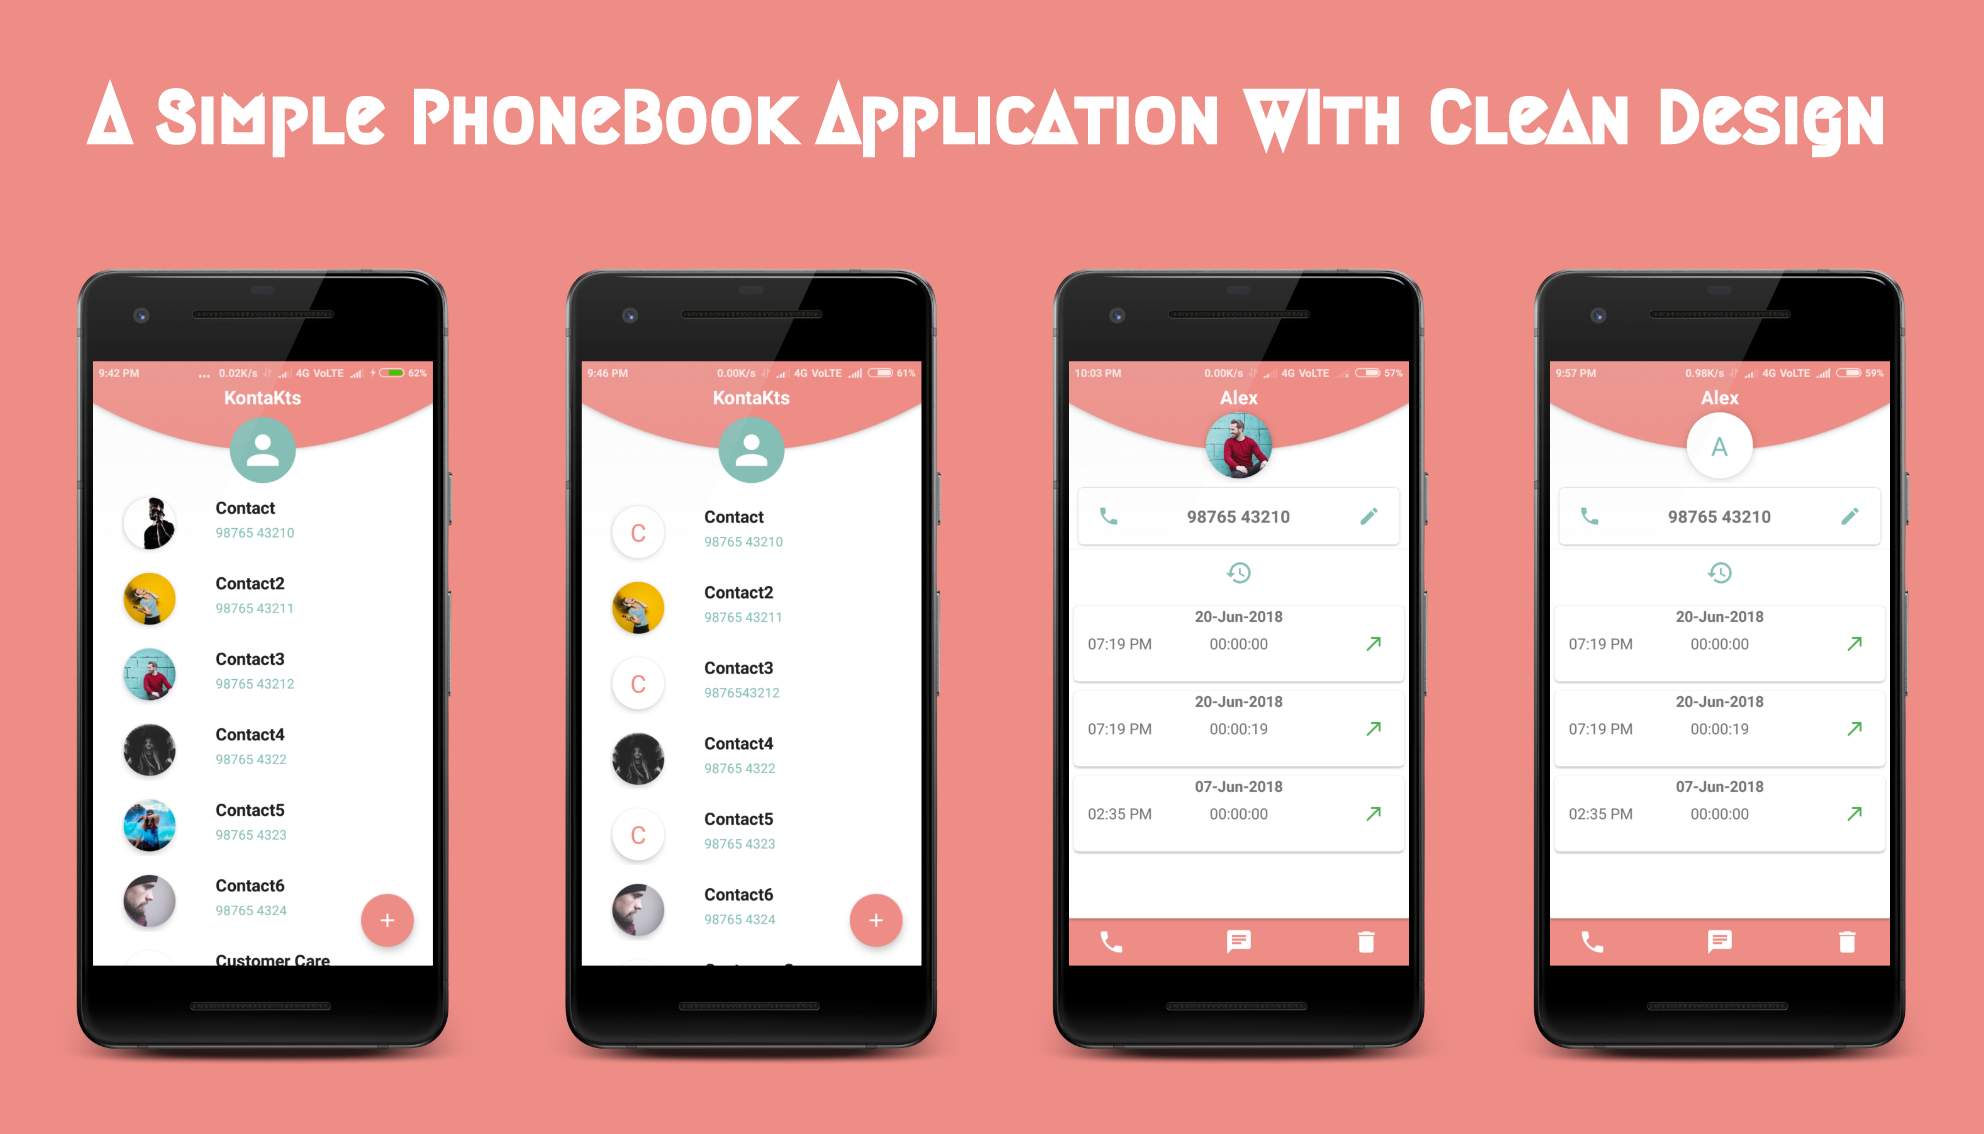 A Simple PhoneBook Application With Clean Design
9:42 PM ... 0.02K/s 4G VoLTE 62%
KontaKts
Contact
98765 43210
Contact2
98765 43211
Contact3
98765 43212
Contact4
98765 4322
Contact5
98765 4323
Contact6
98765 4324
+
Customer Care
9:46 PM 0.00K/s 4G VoLTE 61%
KontaKts
C
Contact
98765 43210
Contact2
98765 43211
C
Contact3
9876543212
Contact4
98765 4322
C
Contact5
98765 4323
Contact6
98765 4324
+
10:03 PM 0.00K/s 4G VoLTE 57%
Alex
98765 43210
20-Jun-2018
07:19 PM 00:00:00
20-Jun-2018
07:19 PM 00:00:19
07-Jun-2018
02:35 PM 00:00:00
9:57 PM 0.98K/s 4G VoLTE 59%
Alex
A
98765 43210
20-Jun-2018
07:19 PM 00:00:00
20-Jun-2018
07:19 PM 00:00:19
07-Jun-2018
02:35 PM 00:00:00